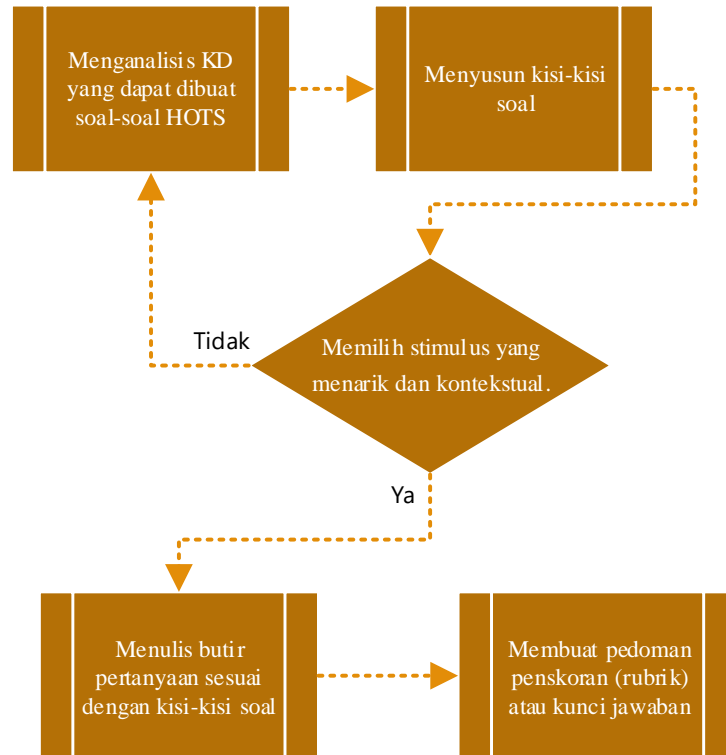 Menganalisis KD
yang dapat dibuat
soal-soal HOTS
Menyusun kisi-kisi
soal
Memilih stimulus yang
menarik dan kontekstual.
Tidak
Ya
Menulis butir
pertanyaan sesuai
dengan kisi-kisi soal
Membuat pedoman
penskoran (rubrik)
atau kunci jawaban